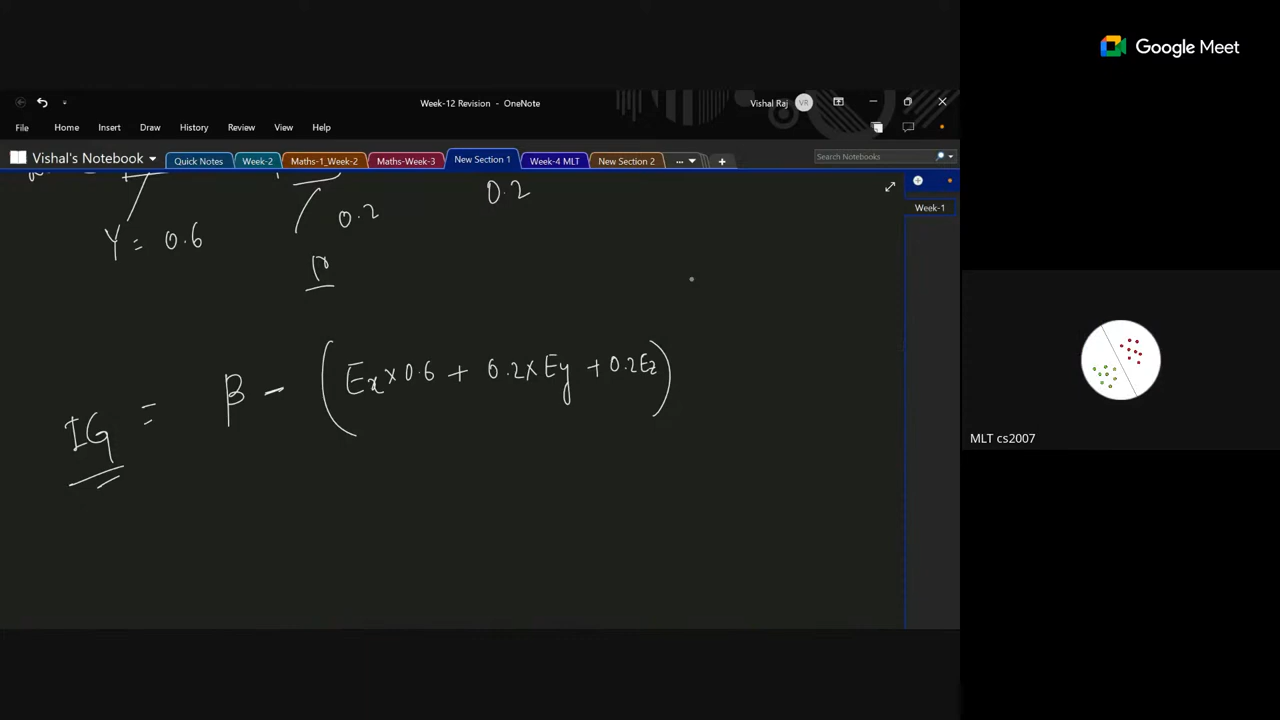 Google Meet
Week-12 Revision - OneNote
Vishal Raj VR
File Home Insert Draw History Review View Help
Vishal's Notebook Quick Notes Week-2 Maths-1_Week-2 Maths-Week-3 New Section 1 Week-4 MLT New Section 2 ... + Search Notebooks
Week-1
0.2
0.2
γ = 0.6
IG = β - (Ex × 0.6 + 0.2 × Ey + 0.2 Ez)
MLT cs2007